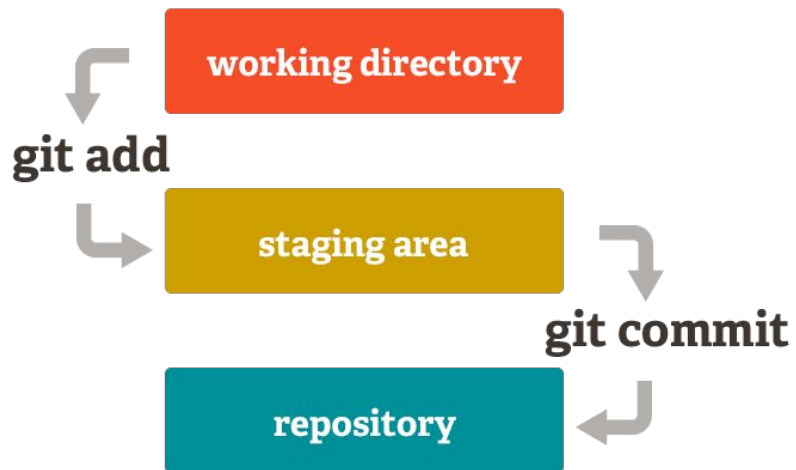 working directory
git add
staging area
git commit
repository